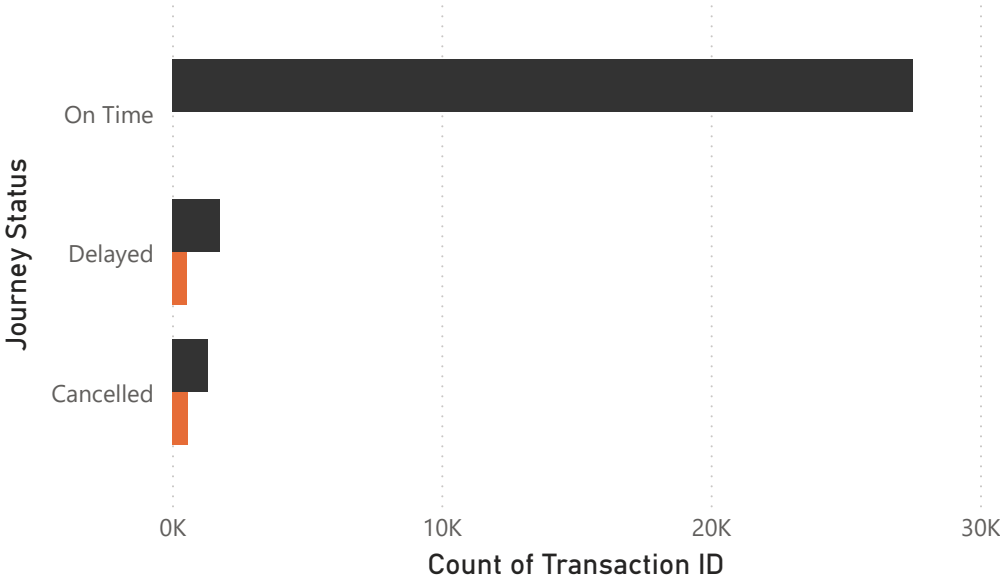 Journey Status
On Time
Delayed
Cancelled
0K 10K 20K 30K
Count of Transaction ID